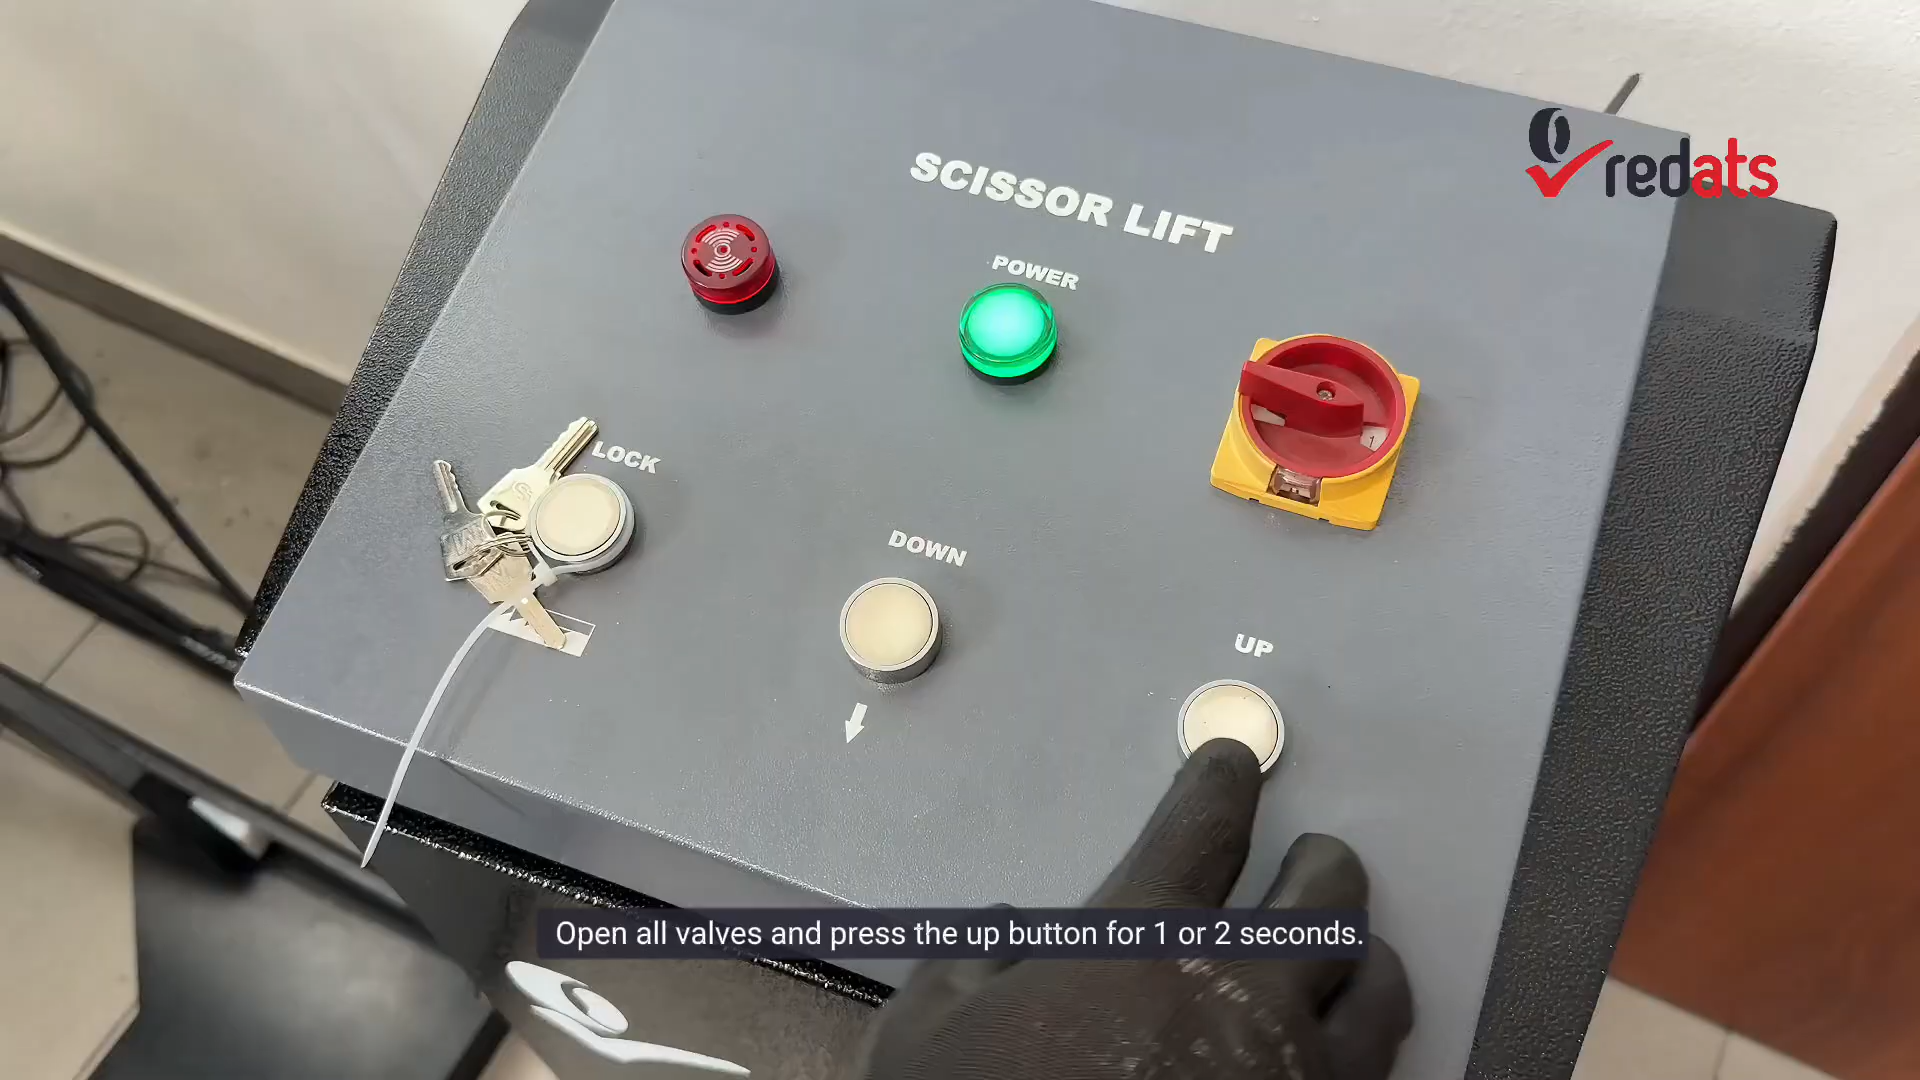 SCISSOR LIFT
redats
POWER
1
LOCK
DOWN
UP
Open all valves and press the up button for 1 or 2 seconds.